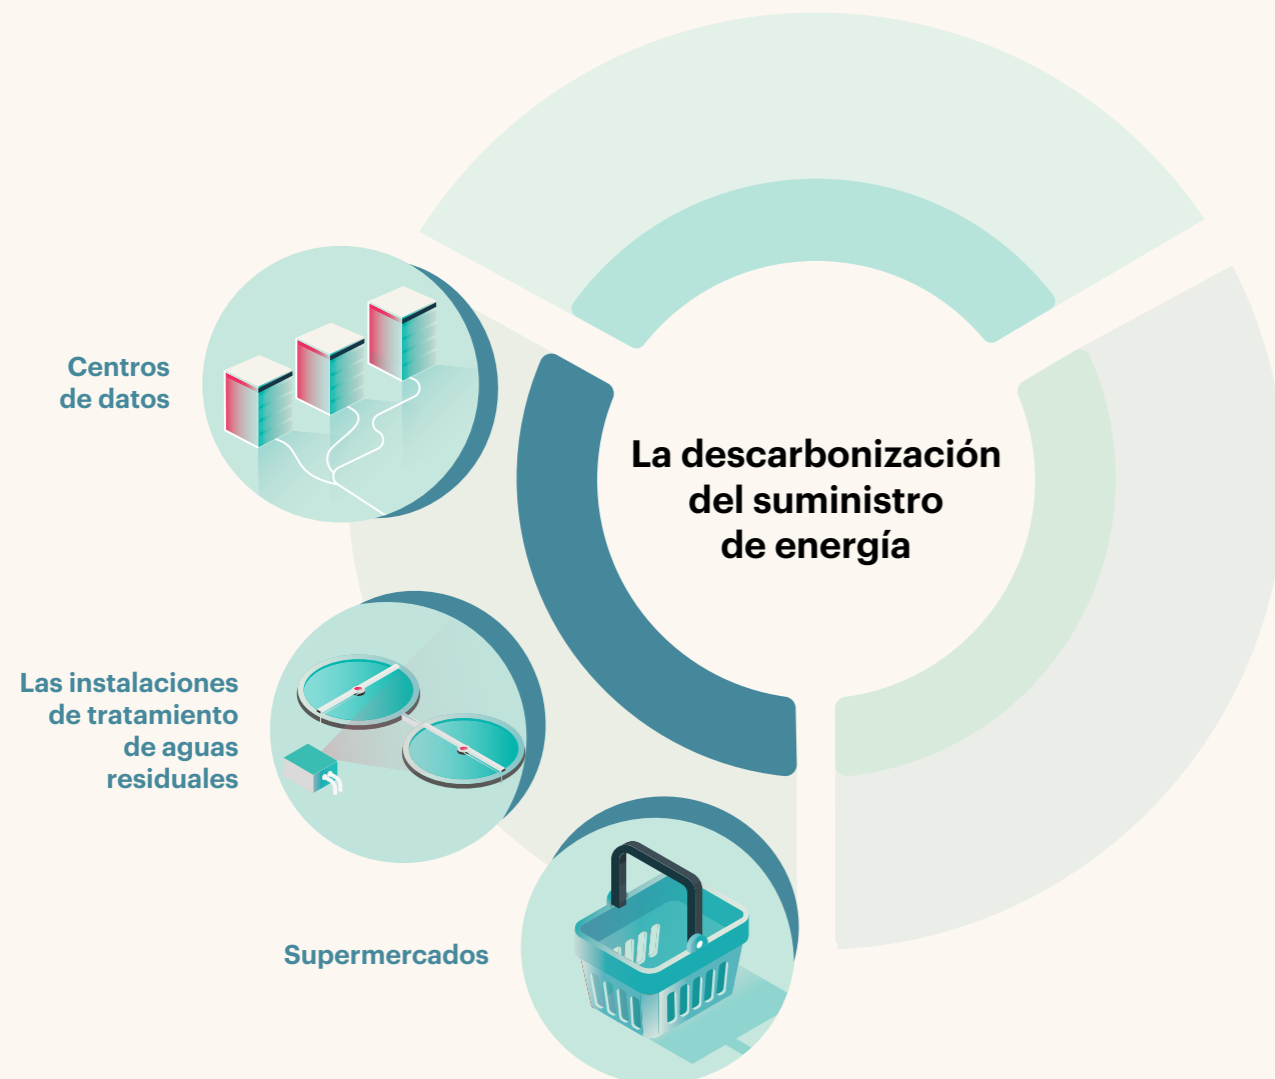 Centros
de datos
La descarbonización
del suministro
de energía
Las instalaciones
de tratamiento
de aguas
residuales
Supermercados